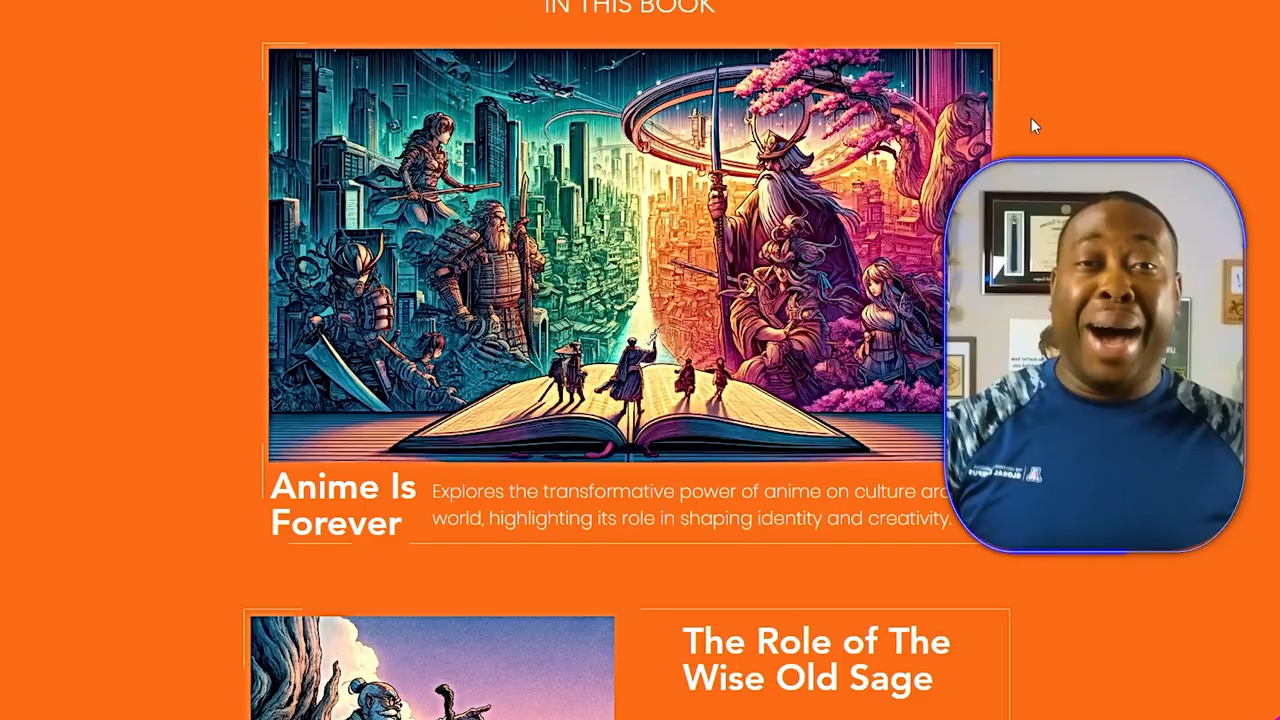 IN THIS BOOK
Anime Is
Forever
Explores the transformative power of anime on culture
world, highlighting its role in shaping identity and creativity.
The Role of The
Wise Old Sage